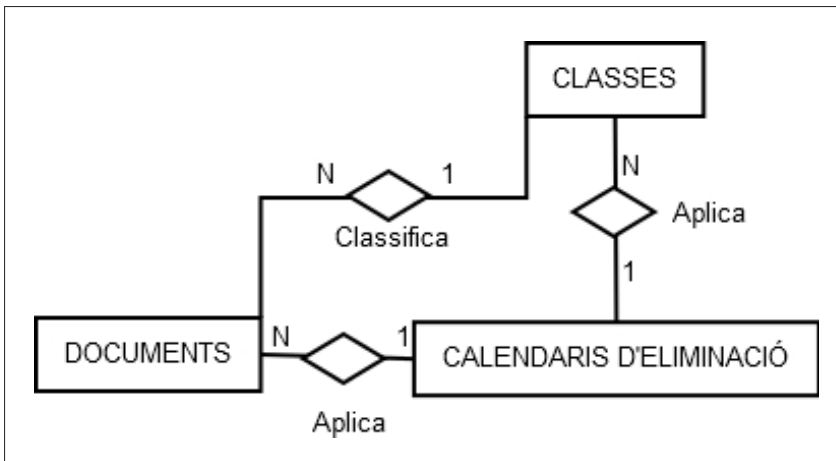 CLASSES
N
1
Classifica
N
Aplica
1
DOCUMENTS
N
1
CALENDARIS D'ELIMINACIÓ
Aplica